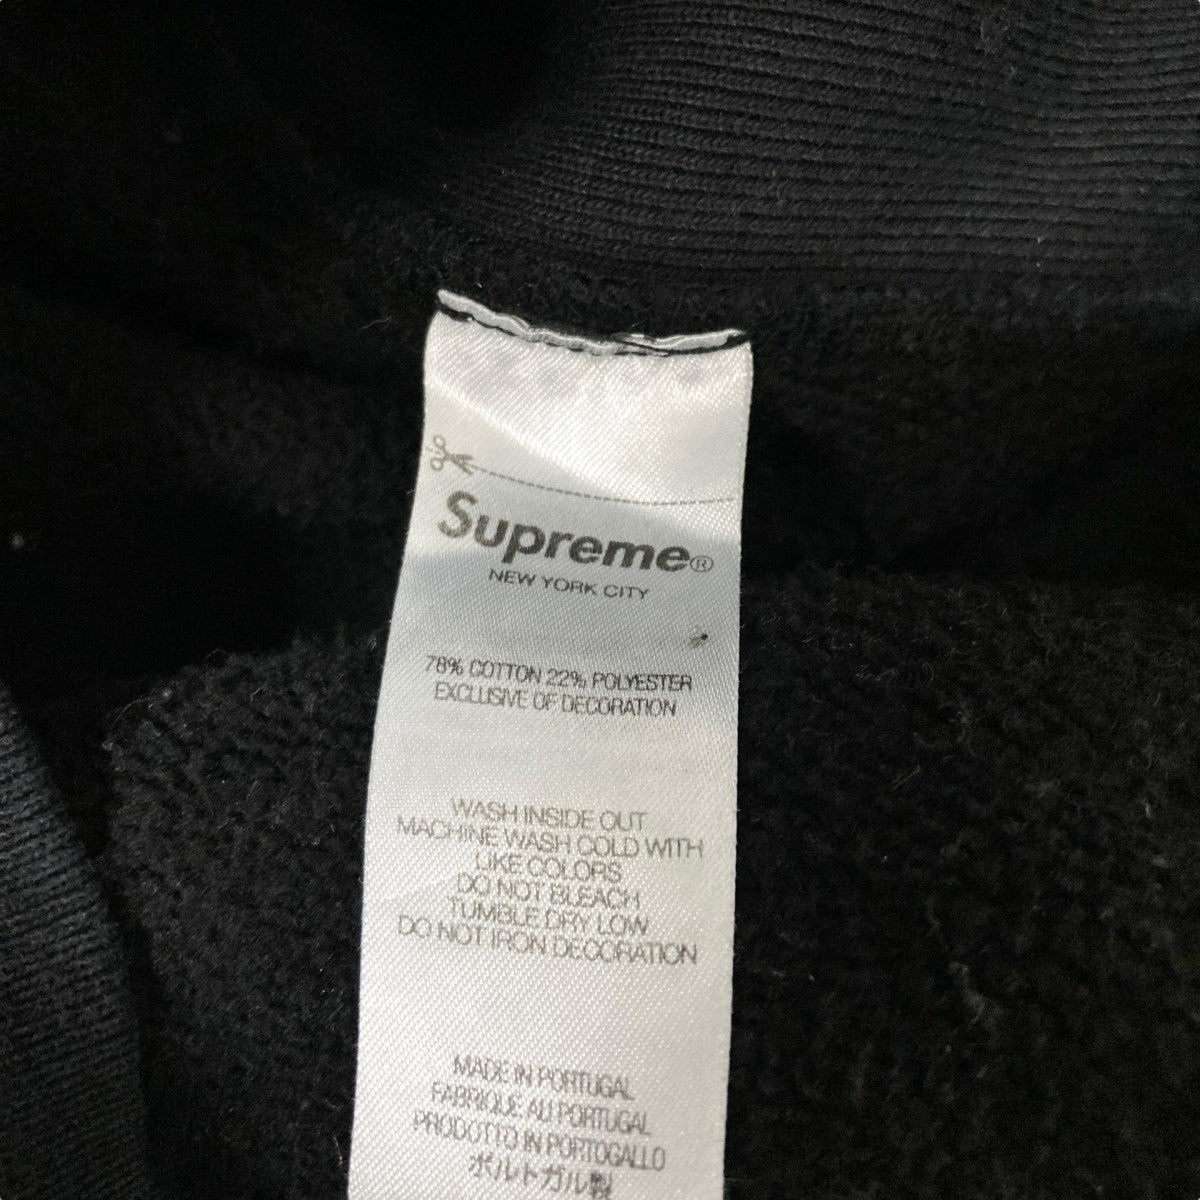 Supreme®
NEW YORK CITY
78% COTTON 22% POLYESTER
EXCLUSIVE OF DECORATION
WASH INSIDE OUT
MACHINE WASH COLD WITH
LIKE COLORS
DO NOT BLEACH
TUMBLE DRY LOW
DO NOT IRON DECORATION
MADE IN PORTUGAL
FABRIQUE AU PORTUGAL
PRODOTTO IN PORTOGALLO
ポルトガル製